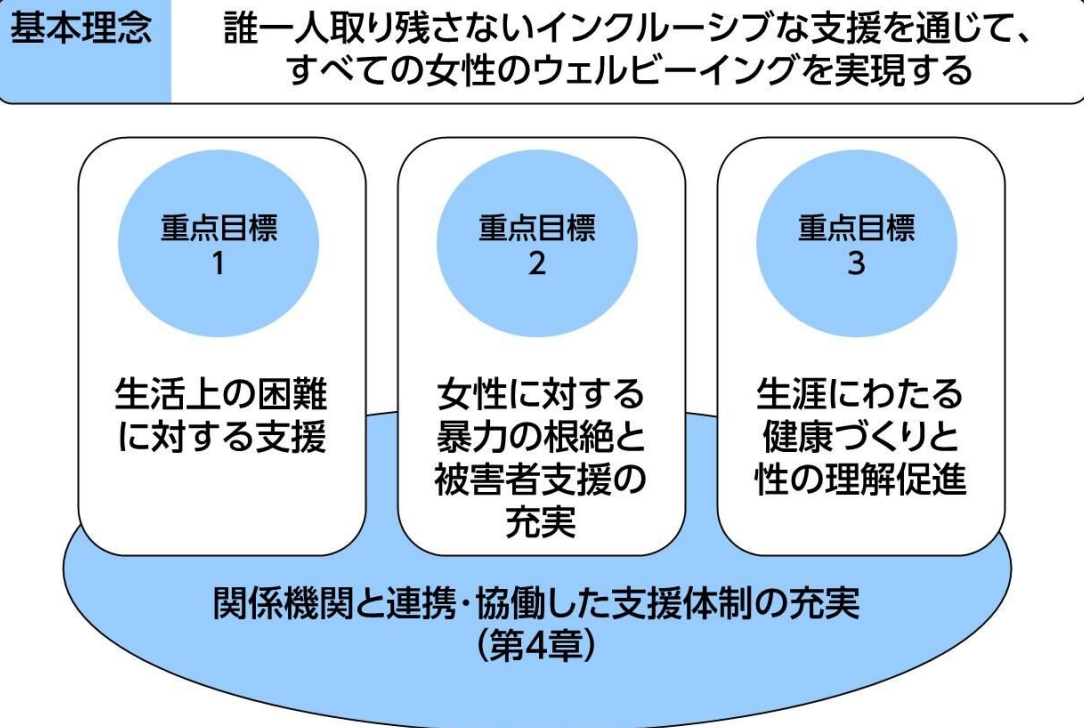 基本理念
誰一人取り残さないインクルーシブな支援を通じて、
すべての女性のウェルビーイングを実現する
重点目標
1
生活上の困難
に対する支援
重点目標
2
女性に対する
暴力の根絶と
被害者支援の
充実
重点目標
3
生涯にわたる
健康づくりと
性の理解促進
関係機関と連携・協働した支援体制の充実
(第4章)